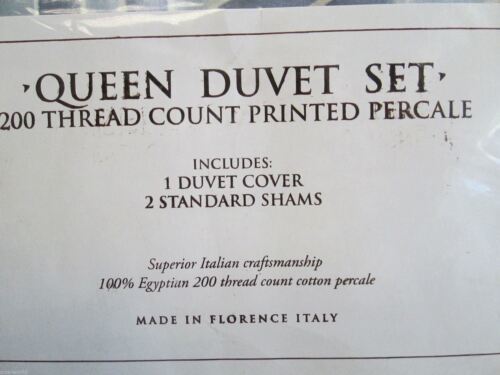 ·QUEEN DUVET SET·
200 THREAD COUNT PRINTED PERCALE
INCLUDES:
1 DUVET COVER
2 STANDARD SHAMS
Superior Italian craftsmanship
100% Egyptian 200 thread count cotton percale
MADE IN FLORENCE ITALY